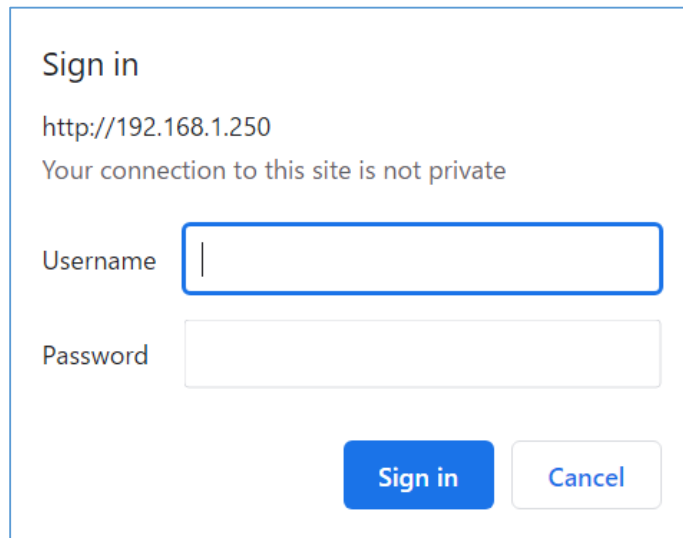 Sign in
http://192.168.1.250
Your connection to this site is not private
Username
Password
Sign in Cancel